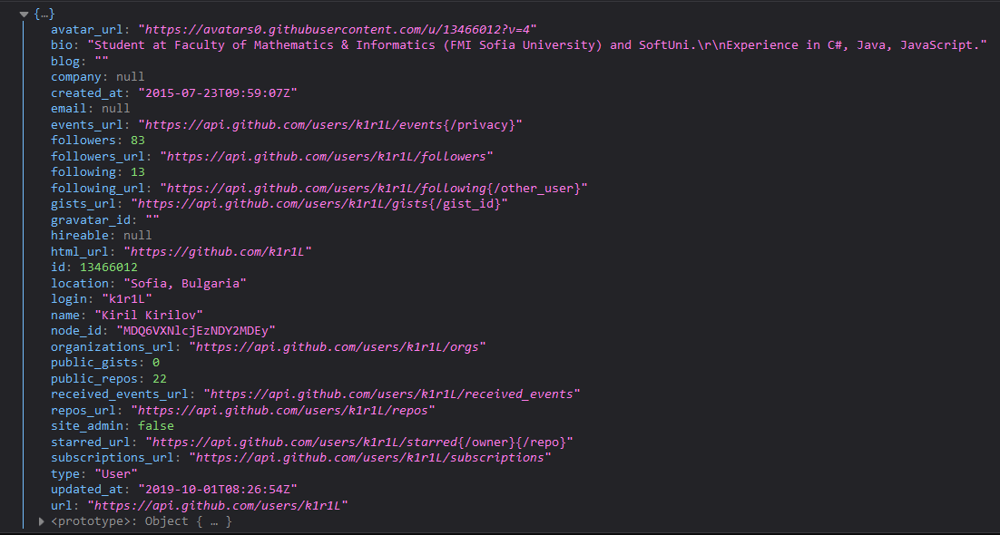 {…}
avatar_url: "https://avatars0.githubusercontent.com/u/13466012?v=4"
bio: "Student at Faculty of Mathematics & Informatics (FMI Sofia University) and SoftUni.\r\nExperience in C#, Java, JavaScript."
blog: ""
company: null
created_at: "2015-07-23T09:59:07Z"
email: null
events_url: "https://api.github.com/users/k1r1L/events{/privacy}"
followers: 83
followers_url: "https://api.github.com/users/k1r1L/followers"
following: 13
following_url: "https://api.github.com/users/k1r1L/following{/other_user}"
gists_url: "https://api.github.com/users/k1r1L/gists{/gist_id}"
gravatar_id: ""
hireable: null
html_url: "https://github.com/k1r1L"
id: 13466012
location: "Sofia, Bulgaria"
login: "k1r1L"
name: "Kiril Kirilov"
node_id: "MDQ6VXNlcjEzNDY2MDEy"
organizations_url: "https://api.github.com/users/k1r1L/orgs"
public_gists: 0
public_repos: 22
received_events_url: "https://api.github.com/users/k1r1L/received_events"
repos_url: "https://api.github.com/users/k1r1L/repos"
site_admin: false
starred_url: "https://api.github.com/users/k1r1L/starred{/owner}{/repo}"
subscriptions_url: "https://api.github.com/users/k1r1L/subscriptions"
type: "User"
updated_at: "2019-10-01T08:26:54Z"
url: "https://api.github.com/users/k1r1L"
<prototype>: Object { … }